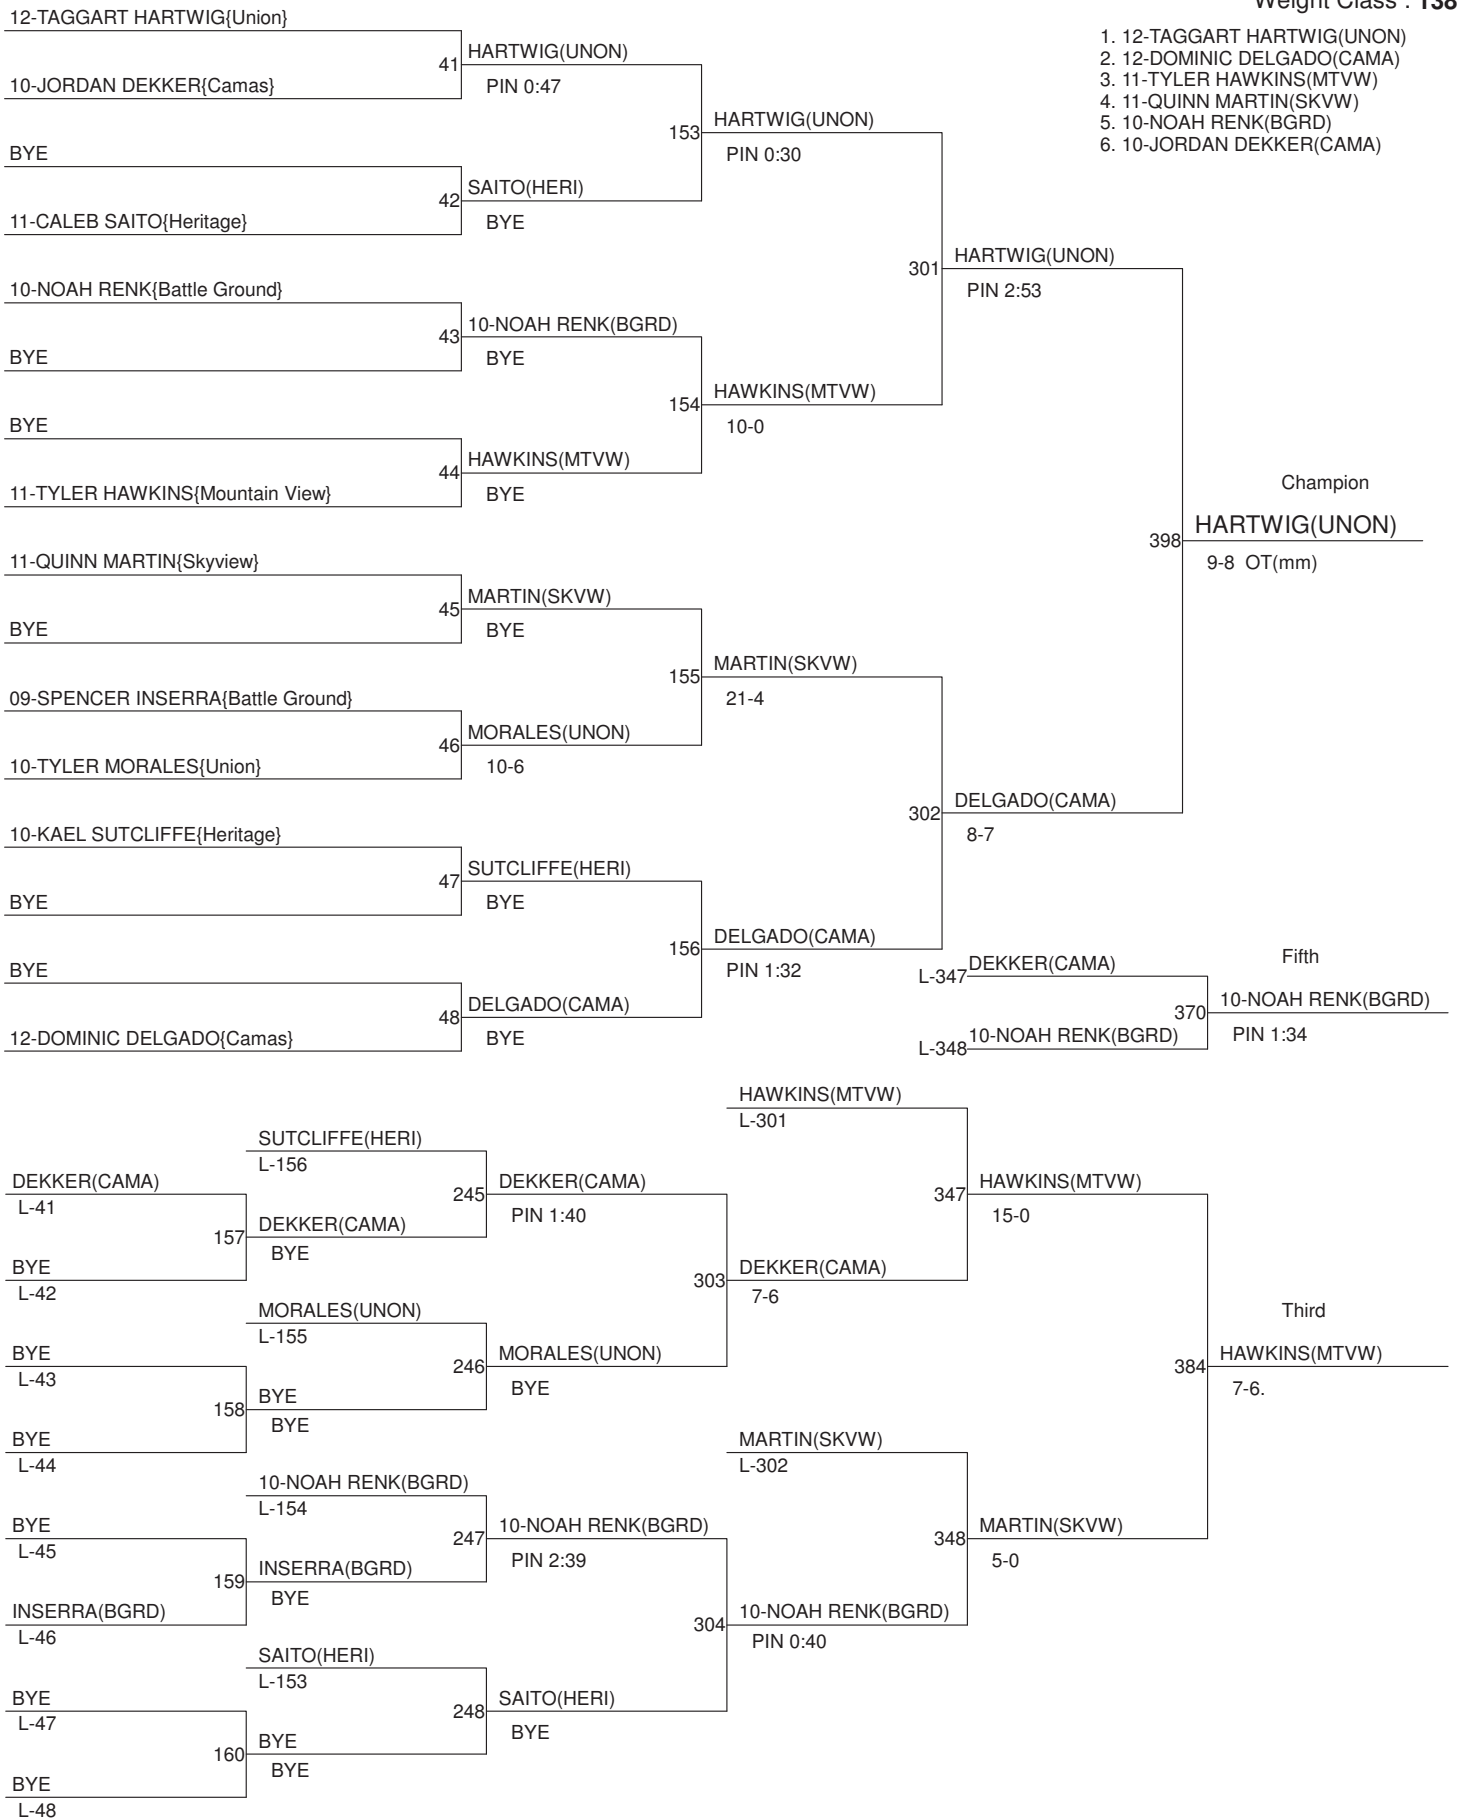 Weight Class : 138
1. 12-TAGGART HARTWIG(UNON)
2. 12-DOMINIC DELGADO(CAMA)
3. 11-TYLER HAWKINS(MTVW)
4. 11-QUINN MARTIN(SKVW)
5. 10-NOAH RENK(BGRD)
6. 10-JORDAN DEKKER(CAMA)
12-TAGGART HARTWIG{Union}
41
10-JORDAN DEKKER{Camas}
BYE
42
11-CALEB SAITO{Heritage}
10-NOAH RENK{Battle Ground}
43
BYE
BYE
44
11-TYLER HAWKINS{Mountain View}
11-QUINN MARTIN{Skyview}
45
BYE
09-SPENCER INSERRA{Battle Ground}
46
10-TYLER MORALES{Union}
10-KAEL SUTCLIFFE{Heritage}
47
BYE
BYE
48
12-DOMINIC DELGADO{Camas}
HARTWIG(UNON)
PIN 0:47
153
SAITO(HERI)
BYE
10-NOAH RENK(BGRD)
BYE
154
HAWKINS(MTVW)
BYE
MARTIN(SKVW)
BYE
155
MORALES(UNON)
10-6
SUTCLIFFE(HERI)
BYE
156
DELGADO(CAMA)
BYE
HARTWIG(UNON)
PIN 0:30
301
HAWKINS(MTVW)
10-0
MARTIN(SKVW)
21-4
302
DELGADO(CAMA)
PIN 1:32
HARTWIG(UNON)
PIN 2:53
398
DELGADO(CAMA)
8-7
Champion
HARTWIG(UNON)
9-8 OT(mm)
Fifth
L-347
DEKKER(CAMA)
370
L-348
10-NOAH RENK(BGRD)
10-NOAH RENK(BGRD)
PIN 1:34
DEKKER(CAMA)
L-41
157
BYE
L-42
BYE
L-43
158
BYE
L-44
BYE
L-45
159
INSERRA(BGRD)
L-46
BYE
L-47
160
BYE
L-48
SUTCLIFFE(HERI)
L-156
245
DEKKER(CAMA)
BYE
MORALES(UNON)
L-155
246
BYE
BYE
10-NOAH RENK(BGRD)
L-154
247
INSERRA(BGRD)
BYE
SAITO(HERI)
L-153
248
BYE
BYE
DEKKER(CAMA)
PIN 1:40
303
MORALES(UNON)
BYE
10-NOAH RENK(BGRD)
PIN 2:39
304
SAITO(HERI)
BYE
HAWKINS(MTVW)
L-301
347
DEKKER(CAMA)
7-6
MARTIN(SKVW)
L-302
348
10-NOAH RENK(BGRD)
PIN 0:40
HAWKINS(MTVW)
15-0
384
MARTIN(SKVW)
5-0
Third
HAWKINS(MTVW)
7-6.